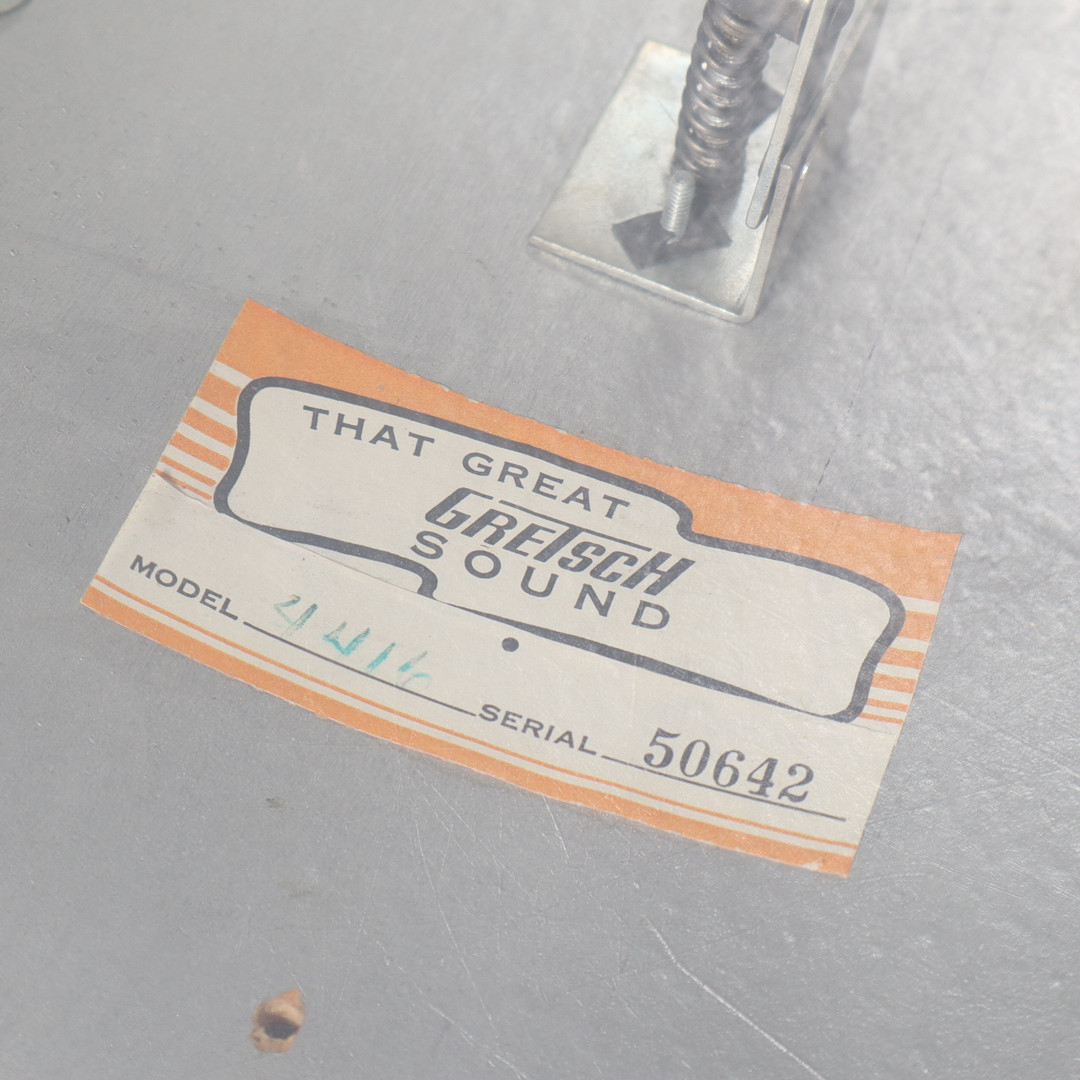 THAT GREAT
GRETSCH
SOUND
MODEL 4416
SERIAL 50642